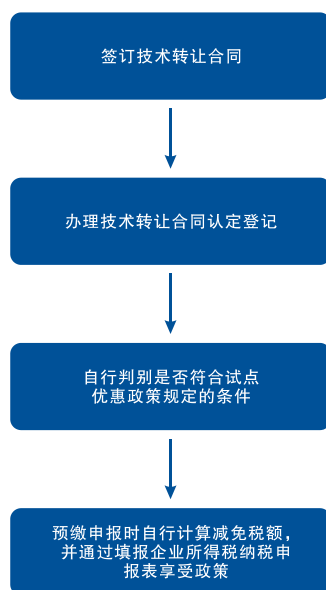 签订技术转让合同
办理技术转让合同认定登记
自行判别是否符合试点
优惠政策规定的条件
预缴申报时自行计算减免税额，
并通过填报企业所得税纳税申
报表享受政策